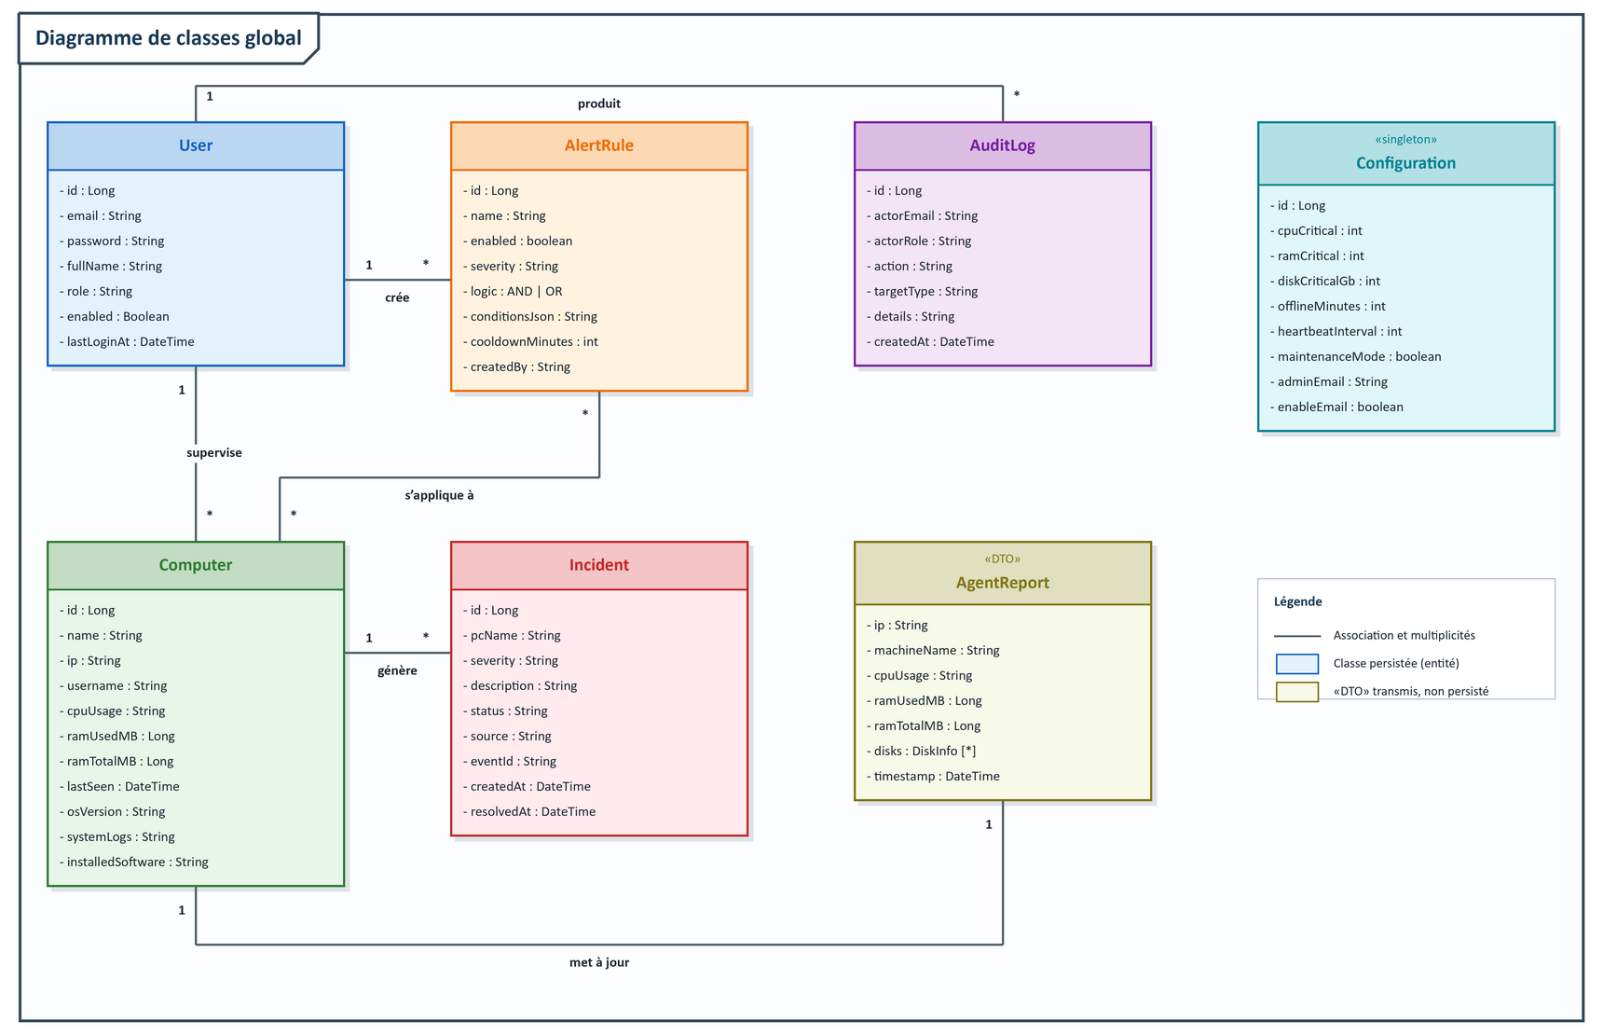 Diagramme de classes global
1
*
produit
User
- id : Long
- email : String
- password : String
- fullName : String
- role : String
- enabled : Boolean
- lastLoginAt : DateTime
1
*
crée
AlertRule
- id : Long
- name : String
- enabled : boolean
- severity : String
- logic : AND | OR
- conditionsJson : String
- cooldownMinutes : int
- createdBy : String
AuditLog
- id : Long
- actorEmail : String
- actorRole : String
- action : String
- targetType : String
- details : String
- createdAt : DateTime
«singleton»
Configuration
- id : Long
- cpuCritical : int
- ramCritical : int
- diskCriticalGb : int
- offlineMinutes : int
- heartbeatInterval : int
- maintenanceMode : boolean
- adminEmail : String
- enableEmail : boolean
1
supervise
*
*
s’applique à
*
Computer
- id : Long
- name : String
- ip : String
- username : String
- cpuUsage : String
- ramUsedMB : Long
- ramTotalMB : Long
- lastSeen : DateTime
- osVersion : String
- systemLogs : String
- installedSoftware : String
1
*
génère
Incident
- id : Long
- pcName : String
- severity : String
- description : String
- status : String
- source : String
- eventId : String
- createdAt : DateTime
- resolvedAt : DateTime
«DTO»
AgentReport
- ip : String
- machineName : String
- cpuUsage : String
- ramUsedMB : Long
- ramTotalMB : Long
- disks : DiskInfo [*]
- timestamp : DateTime
Légende
Association et multiplicités
Classe persistée (entité)
«DTO» transmis, non persisté
1
1
met à jour